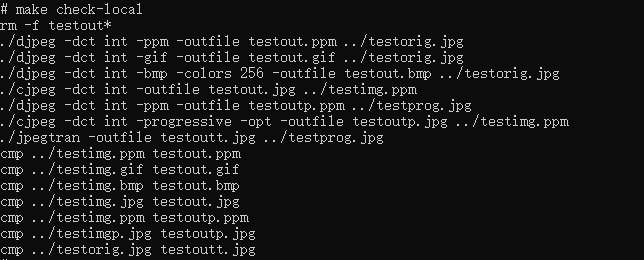 # make check-local
rm -f testout*
./djpeg -dct int -ppm -outfile testout.ppm ../testorig.jpg
./djpeg -dct int -gif -outfile testout.gif ../testorig.jpg
./djpeg -dct int -bmp -colors 256 -outfile testout.bmp ../testorig.jpg
./cjpeg -dct int -outfile testout.jpg ../testimg.ppm
./djpeg -dct int -ppm -outfile testoutp.ppm ../testprog.jpg
./cjpeg -dct int -progressive -opt -outfile testoutp.jpg ../testimg.ppm
./jpegtran -outfile testoutt.jpg ../testprog.jpg
cmp ../testimg.ppm testout.ppm
cmp ../testimg.gif testout.gif
cmp ../testimg.bmp testout.bmp
cmp ../testimg.jpg testout.jpg
cmp ../testimg.ppm testoutp.ppm
cmp ../testimgp.jpg testoutp.jpg
cmp ../testorig.jpg testoutt.jpg